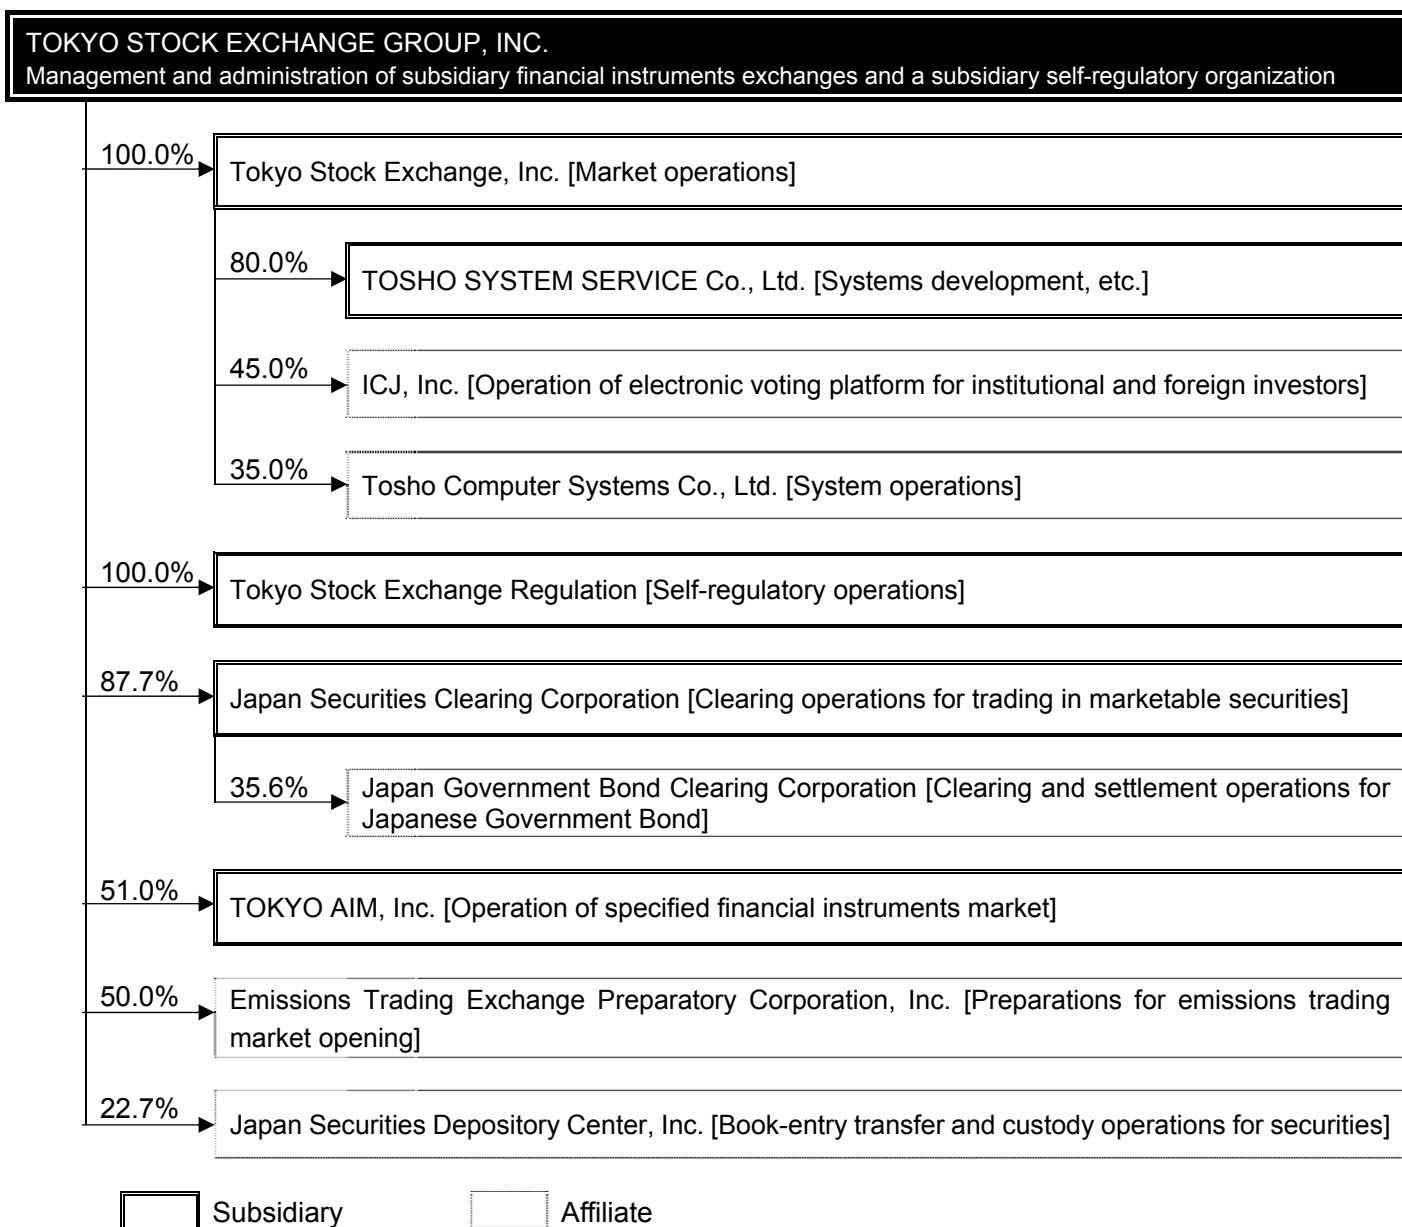 TOKYO STOCK EXCHANGE GROUP, INC.
Management and administration of subsidiary financial instruments exchanges and a subsidiary self-regulatory organization
100.0%
Tokyo Stock Exchange, Inc. [Market operations]
80.0%
TOSHO SYSTEM SERVICE Co., Ltd. [Systems development, etc.]
45.0%
ICJ, Inc. [Operation of electronic voting platform for institutional and foreign investors]
35.0%
Tosho Computer Systems Co., Ltd. [System operations]
100.0%
Tokyo Stock Exchange Regulation [Self-regulatory operations]
87.7%
Japan Securities Clearing Corporation [Clearing operations for trading in marketable securities]
35.6%
Japan Government Bond Clearing Corporation [Clearing and settlement operations for
Japanese Government Bond]
51.0%
TOKYO AIM, Inc. [Operation of specified financial instruments market]
50.0%
Emissions Trading Exchange Preparatory Corporation, Inc. [Preparations for emissions trading
market opening]
22.7%
Japan Securities Depository Center, Inc. [Book-entry transfer and custody operations for securities]
Subsidiary
Affiliate